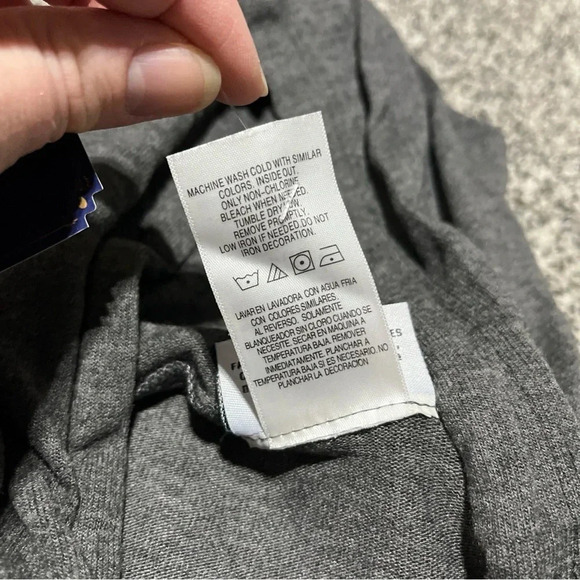 MACHINE WASH COLD WITH SIMILAR
COLORS. INSIDE OUT.
ONLY NON-CHLORINE
BLEACH WHEN NEEDED.
TUMBLE DRY LOW.
REMOVE PROMPTLY.
LOW IRON IF NEEDED.DO NOT
IRON DECORATION.
LAVAR EN LAVADORA CON AGUA FRIA
CON COLORES SIMILARES.
AL REVERSO. SOLAMENTE
BLANQUEADOR SIN CLORO CUANDO SE
NECESITE. SECAR EN MAQUINA A
TEMPERATURA BAJA. REMOVER
INMEDIATAMENTE. PLANCHAR A
TEMPERATURA BAJA SI ES NECESARIO. NO
PLANCHAR LA DECORACIÓN